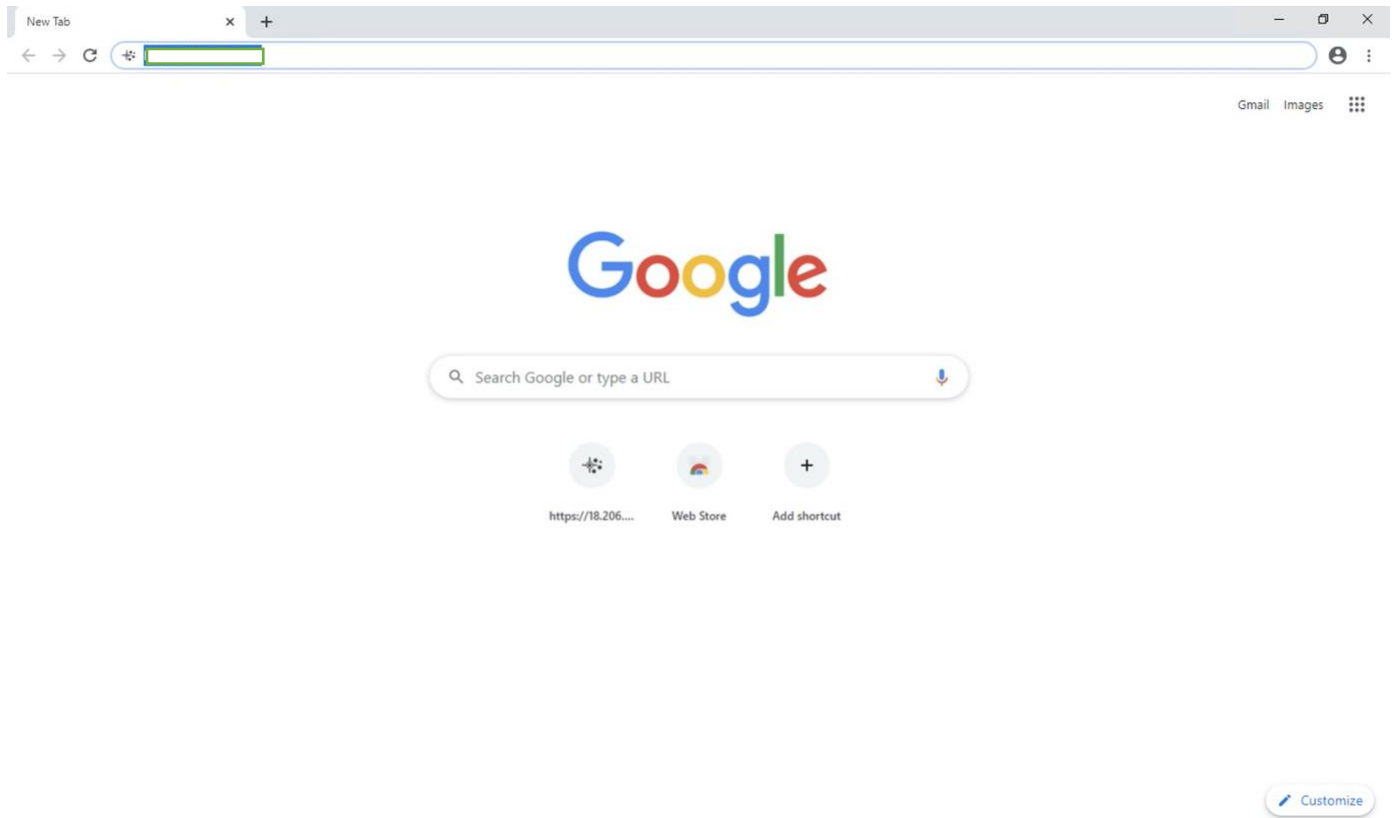 New Tab
Gmail Images
Google
Search Google or type a URL
https://18.206.... Web Store Add shortcut
Customize